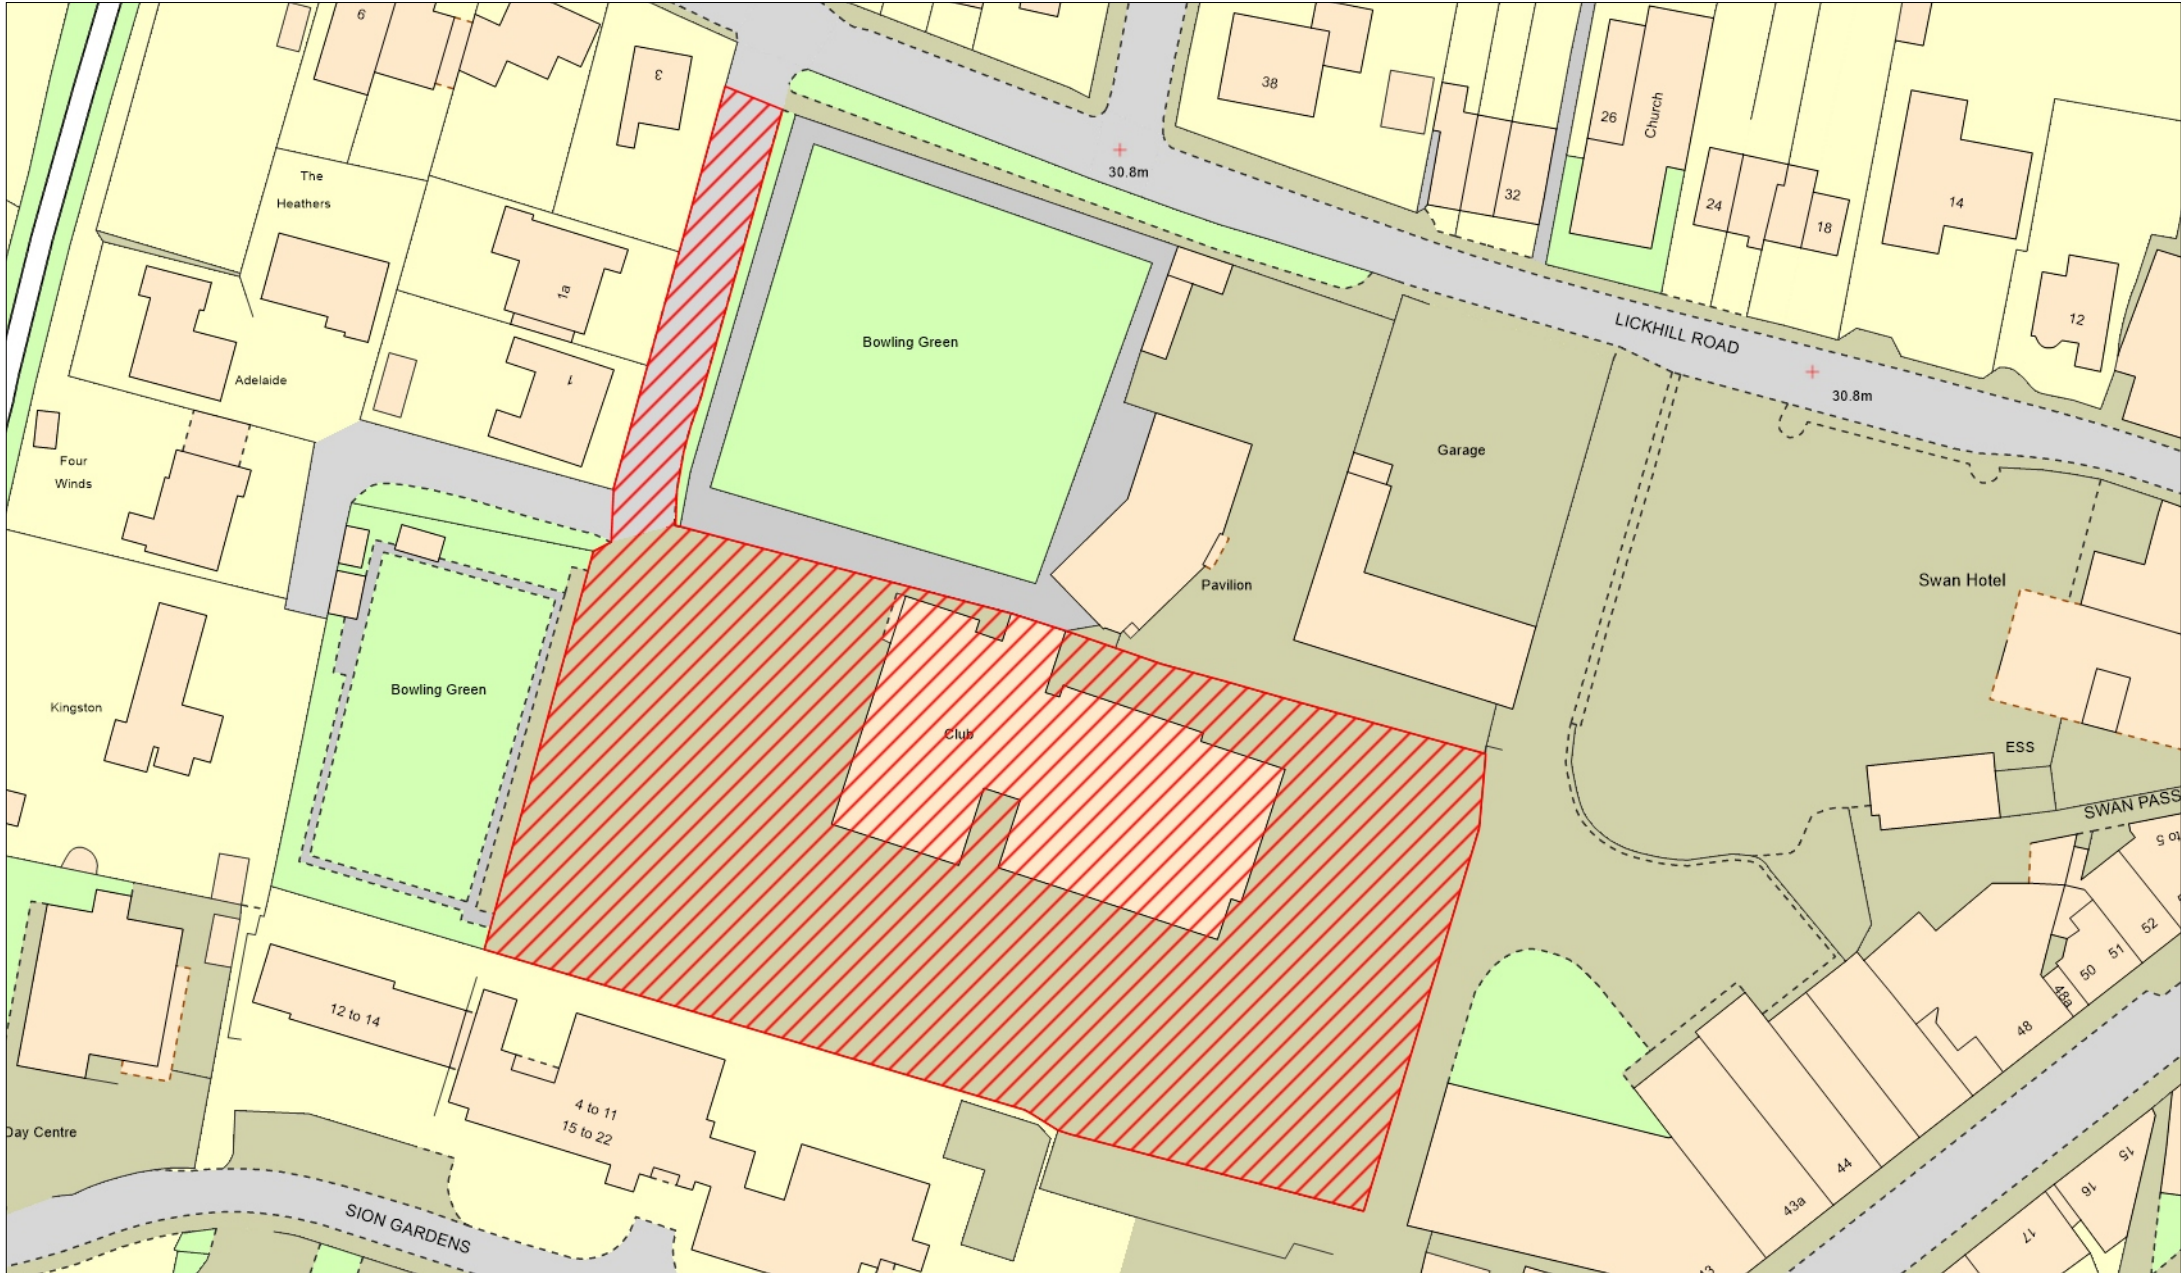 6
3
38
26
Church
30.8m
32
24
18
14
12
The
Heathers
1a
Bowling Green
LICKHILL ROAD
30.8m
Adelaide
1
Garage
Four
Winds
Swan Hotel
Pavilion
Bowling Green
Kingston
Club
ESS
SWAN PASS
to 5
52
51
50
48a
48
12 to 14
4 to 11
15 to 22
Day Centre
44
43a
15
16
17
SION GARDENS